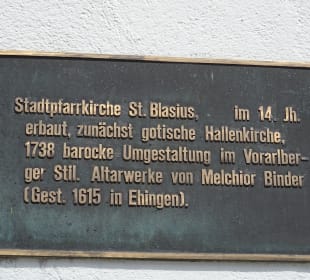 Stadtpfarrkirche St. Blasius, im 14. Jh.
erbaut, zunächst gotische Hallenkirche,
1738 barocke Umgestaltung im Vorarlber-
ger Stil. Altarwerke von Melchior Binder
(Gest. 1615 in Ehingen).